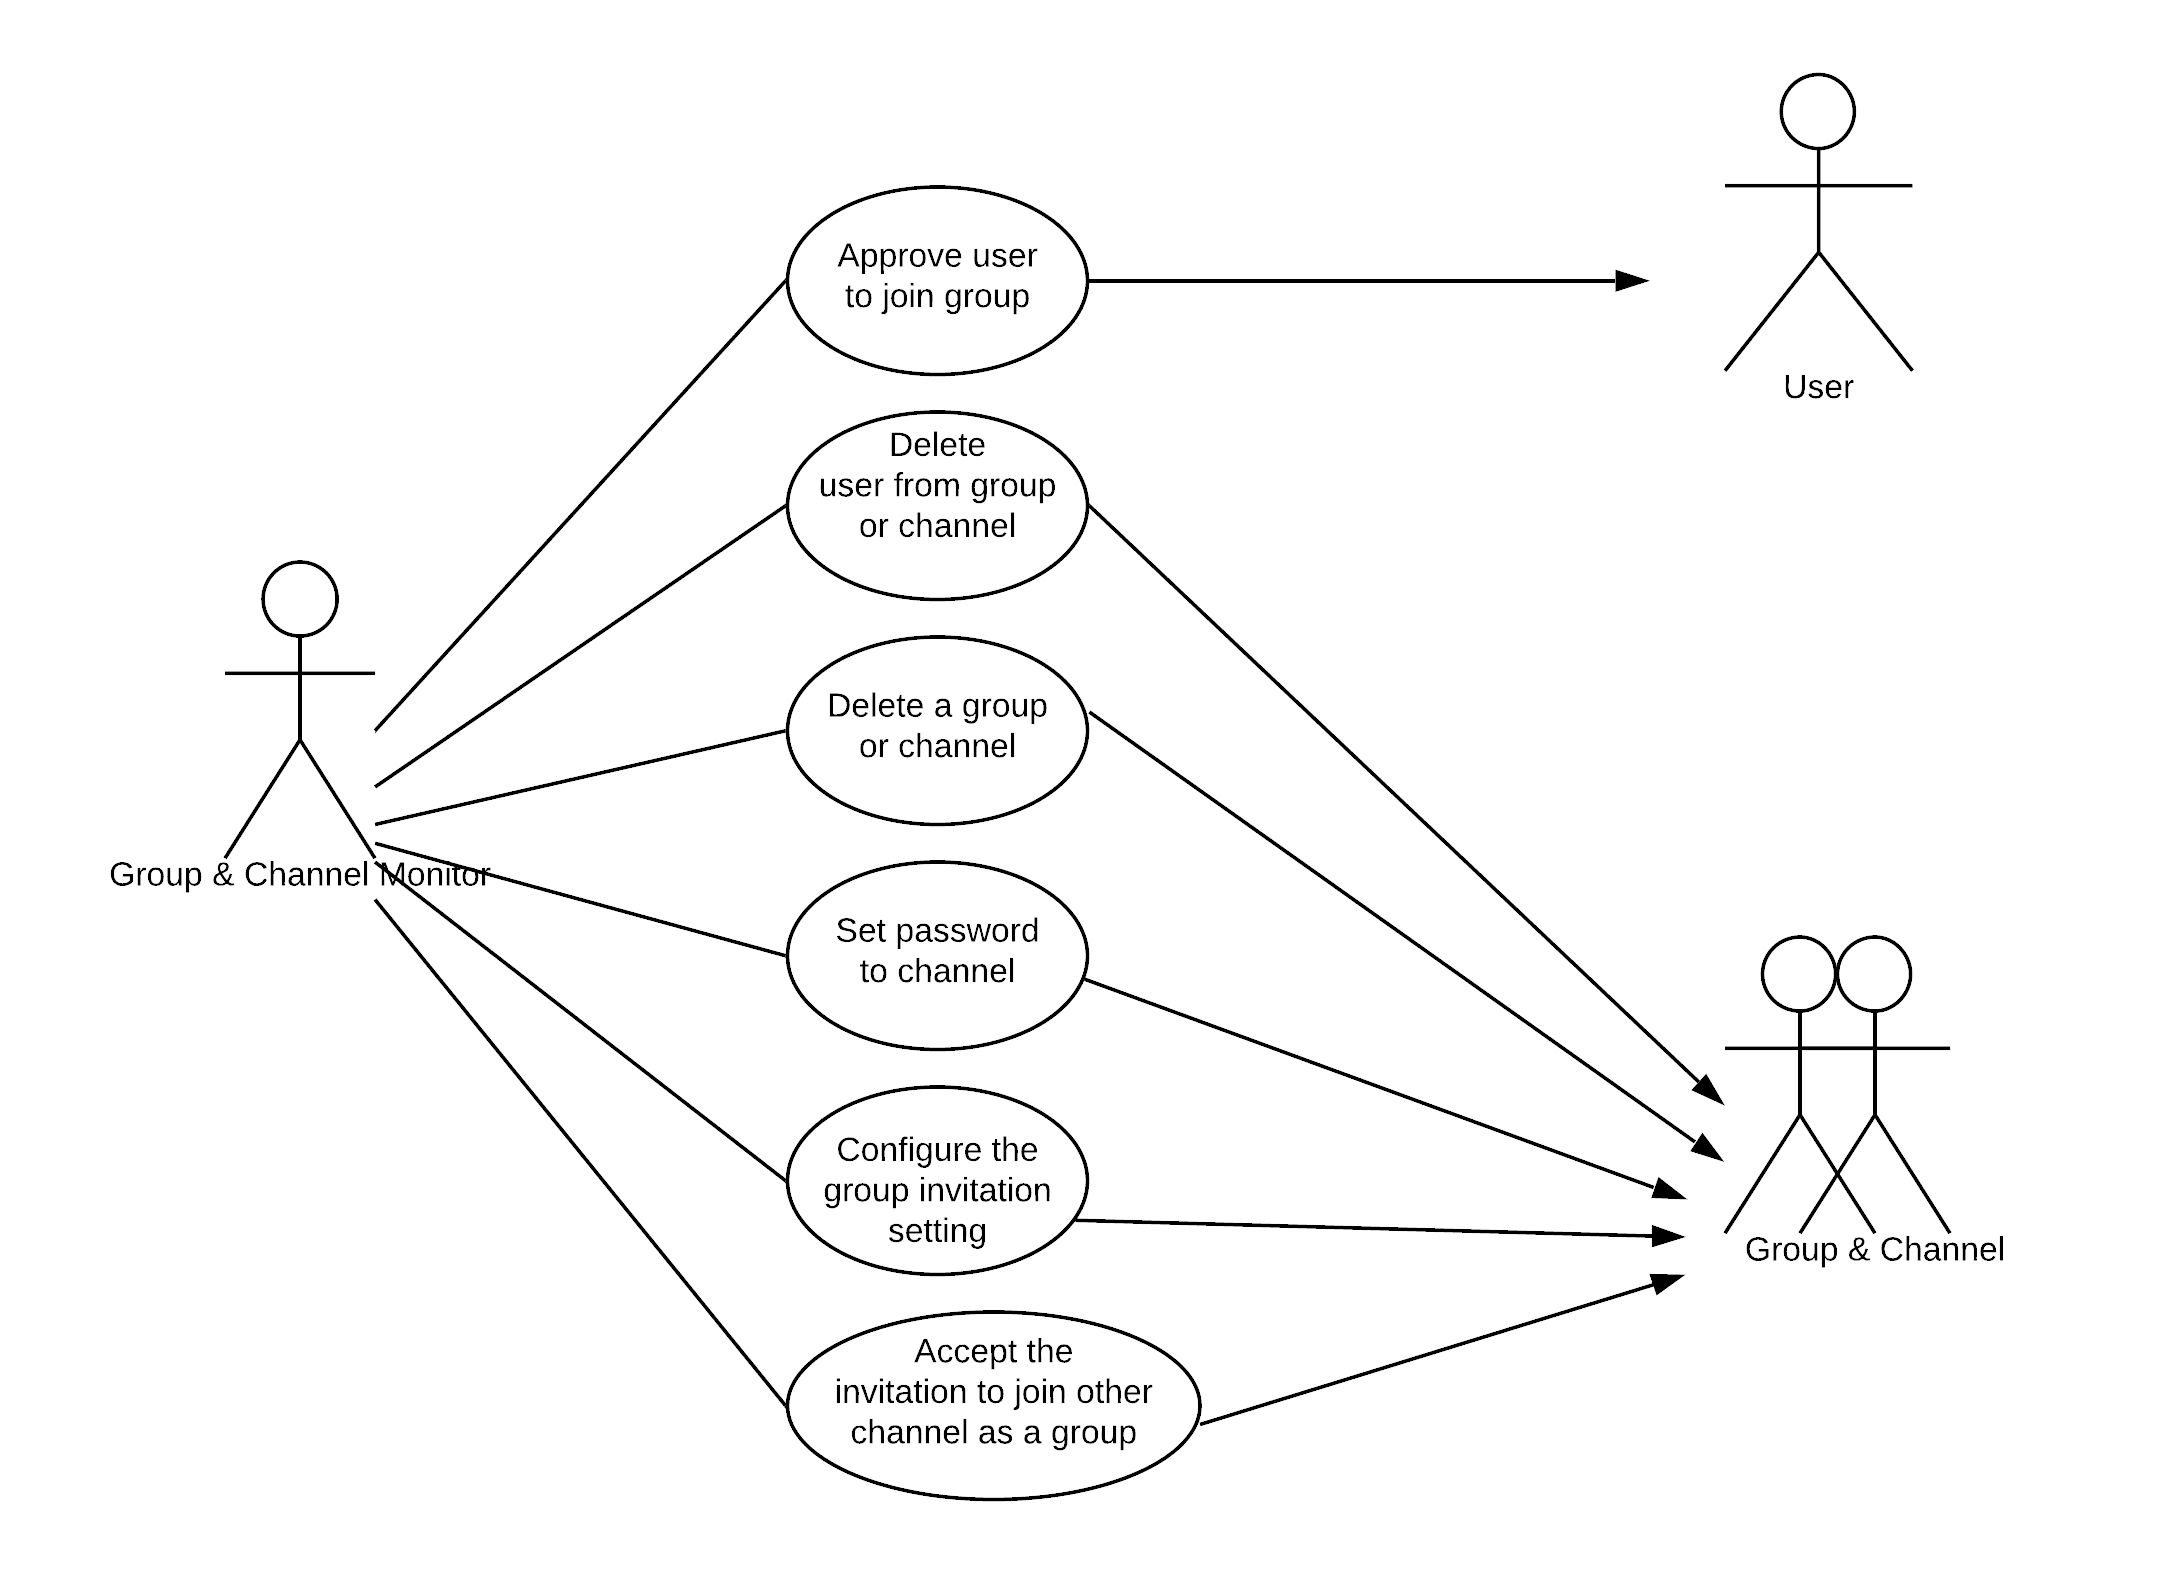 Approve user
to join group
User
Delete
user from group
or channel
Delete a group
or channel
Group & Channel Monitor
Set password
to channel
Configure the
group invitation
setting
Group & Channel
Accept the
invitation to join other
channel as a group